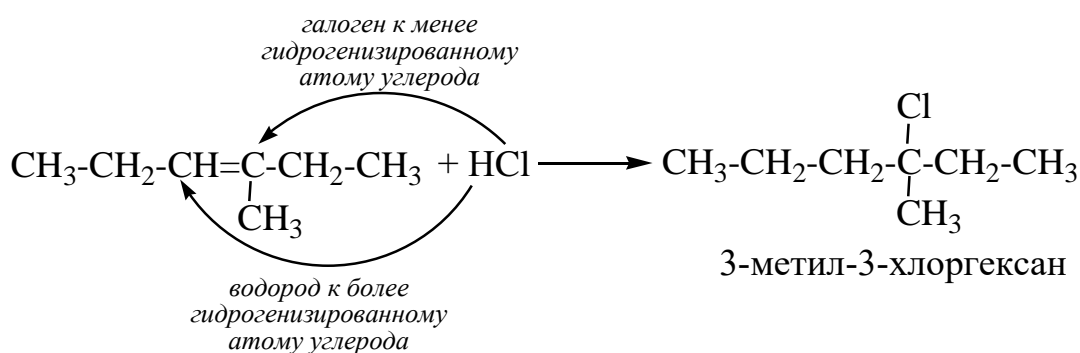 галоген к менее
гидрогенизированному
атому углерода
Cl
CH₃-CH₂-CH=C-CH₂-CH₃ + HCl CH₃-CH₂-CH₂-C-CH₂-CH₃
CH₃ CH₃
3-метил-3-хлоргексан
водород к более
гидрогенизированному
атому углерода